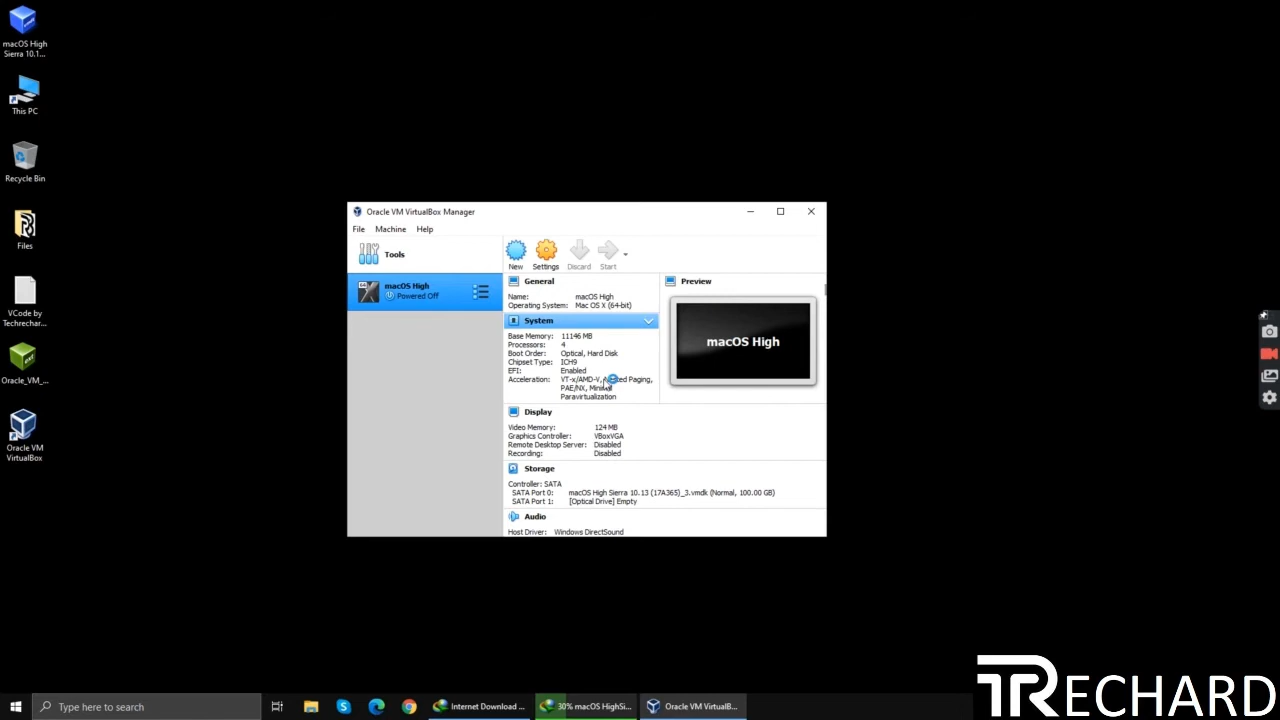 macOS High
Sierra 10.1...
This PC
Recycle Bin
Files
VCode by
Techrechar...
Oracle_VM_...
Oracle VM
VirtualBox
Oracle VM VirtualBox Manager
File Machine Help
Tools
New Settings Discard Start
macOS High
Powered Off
General
Name: macOS High
Operating System: Mac OS X (64-bit)
System
Base Memory: 11146 MB
Processors: 4
Boot Order: Optical, Hard Disk
Chipset Type: ICH9
EFI: Enabled
Acceleration: VT-x/AMD-V, Paging,
PAE/NX,
Paravirtualization
Preview
macOS High
Display
Video Memory: 124 MB
Graphics Controller: VBoxVGA
Remote Desktop Server: Disabled
Recording: Disabled
Storage
Controller: SATA
SATA Port 0: macOS High Sierra 10.13 (17A365)_3.vmdk (Normal, 100.00 GB)
SATA Port 1: [Optical Drive] Empty
Audio
Host Driver: Windows DirectSound
Type here to search
Internet Download ...
30% macOS HighSi...
Oracle VM VirtualB...
TRECHARD